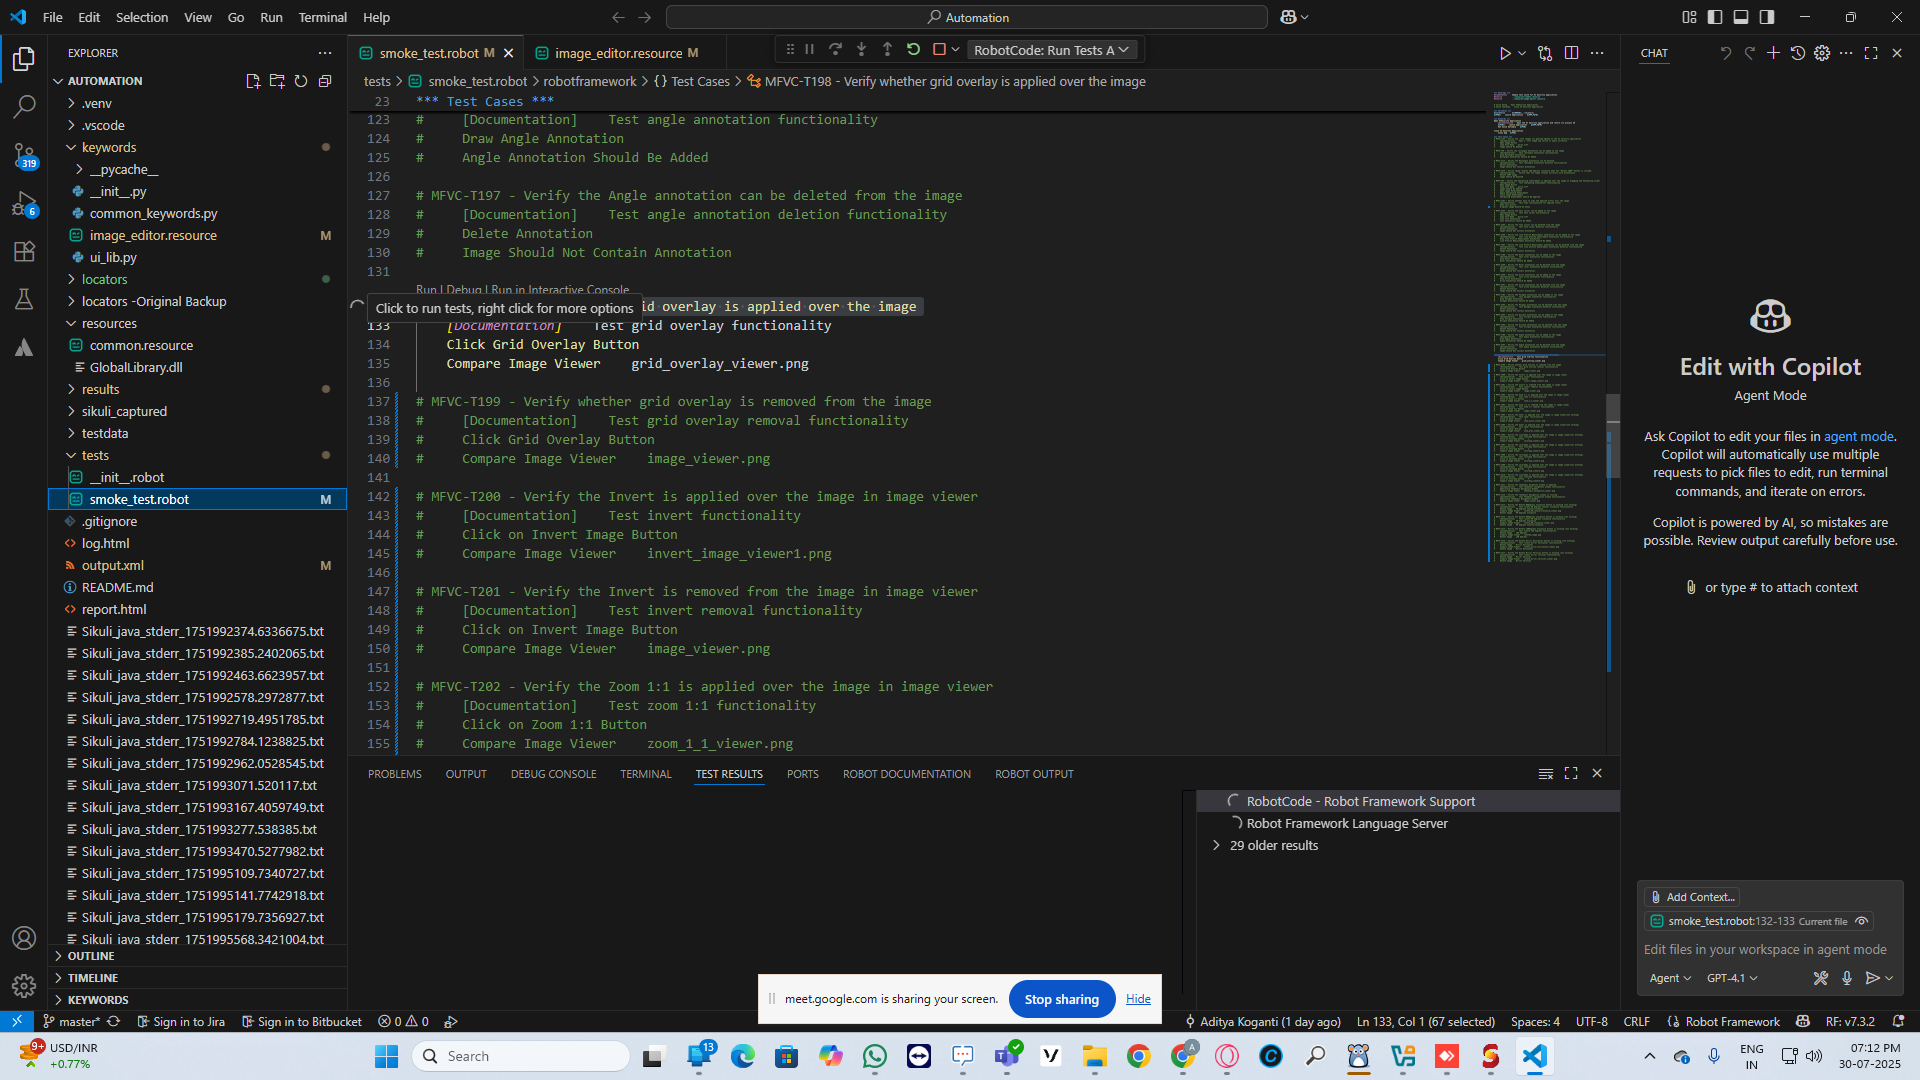 File Edit Selection View Go Run Terminal Help
Automation
EXPLORER
AUTOMATION
.venv
.vscode
keywords
__pycache__
__init__.py
common_keywords.py
image_editor.resource M
ui_lib.py
locators
locators -Original Backup
resources
common.resource
GlobalLibrary.dll
results
sikuli_captured
testdata
tests
__init__.robot
smoke_test.robot M
.gitignore
log.html
output.xml M
README.md
report.html
Sikuli_java_stderr_1751992374.6336675.txt
Sikuli_java_stderr_1751992385.2402065.txt
Sikuli_java_stderr_1751992463.6623957.txt
Sikuli_java_stderr_1751992578.2972877.txt
Sikuli_java_stderr_1751992719.4951785.txt
Sikuli_java_stderr_1751992784.1238825.txt
Sikuli_java_stderr_1751992962.0528545.txt
Sikuli_java_stderr_1751993071.520117.txt
Sikuli_java_stderr_1751993167.4059749.txt
Sikuli_java_stderr_1751993277.538385.txt
Sikuli_java_stderr_1751993470.5277982.txt
Sikuli_java_stderr_1751995109.7340727.txt
Sikuli_java_stderr_1751995141.7742918.txt
Sikuli_java_stderr_1751995179.7356927.txt
Sikuli_java_stderr_1751995568.3421004.txt
OUTLINE
TIMELINE
KEYWORDS
319
6
smoke_test.robot M
image_editor.resource M
RobotCode: Run Tests A
tests > smoke_test.robot > robotframework > {} Test Cases > MFVC-T198 - Verify whether grid overlay is applied over the image
23 *** Test Cases ***
123 # [Documentation] Test angle annotation functionality
124 # Draw Angle Annotation
125 # Angle Annotation Should Be Added
126
127 # MFVC-T197 - Verify the Angle annotation can be deleted from the image
128 # [Documentation] Test angle annotation deletion functionality
129 # Delete Annotation
130 # Image Should Not Contain Annotation
131
Run | Debug | Run in Interactive Console
Click to run tests, right click for more options
id overlay is applied over the image
133 [Documentation] Test grid overlay functionality
134 Click Grid Overlay Button
135 Compare Image Viewer grid_overlay_viewer.png
136
137 # MFVC-T199 - Verify whether grid overlay is removed from the image
138 # [Documentation] Test grid overlay removal functionality
139 # Click Grid Overlay Button
140 # Compare Image Viewer image_viewer.png
141
142 # MFVC-T200 - Verify the Invert is applied over the image in image viewer
143 # [Documentation] Test invert functionality
144 # Click on Invert Image Button
145 # Compare Image Viewer invert_image_viewer1.png
146
147 # MFVC-T201 - Verify the Invert is removed from the image in image viewer
148 # [Documentation] Test invert removal functionality
149 # Click on Invert Image Button
150 # Compare Image Viewer image_viewer.png
151
152 # MFVC-T202 - Verify the Zoom 1:1 is applied over the image in image viewer
153 # [Documentation] Test zoom 1:1 functionality
154 # Click on Zoom 1:1 Button
155 # Compare Image Viewer zoom_1_1_viewer.png
PROBLEMS OUTPUT DEBUG CONSOLE TERMINAL TEST RESULTS PORTS ROBOT DOCUMENTATION ROBOT OUTPUT
RobotCode - Robot Framework Support
Robot Framework Language Server
29 older results
CHAT
Edit with Copilot
Agent Mode
Ask Copilot to edit your files in agent mode.
Copilot will automatically use multiple
requests to pick files to edit, run terminal
commands, and iterate on errors.
Copilot is powered by AI, so mistakes are
possible. Review output carefully before use.
or type # to attach context
Add Context...
smoke_test.robot:132-133 Current file
Edit files in your workspace in agent mode
Agent GPT-4.1
meet.google.com is sharing your screen. Stop sharing Hide
master* Sign in to Jira Sign in to Bitbucket 0 0
Aditya Koganti (1 day ago) Ln 133, Col 1 (67 selected) Spaces: 4 UTF-8 CRLF Robot Framework RF: v7.3.2
9+ USD/INR
+0.77%
Search
13
A
ENG
IN
07:12 PM
30-07-2025